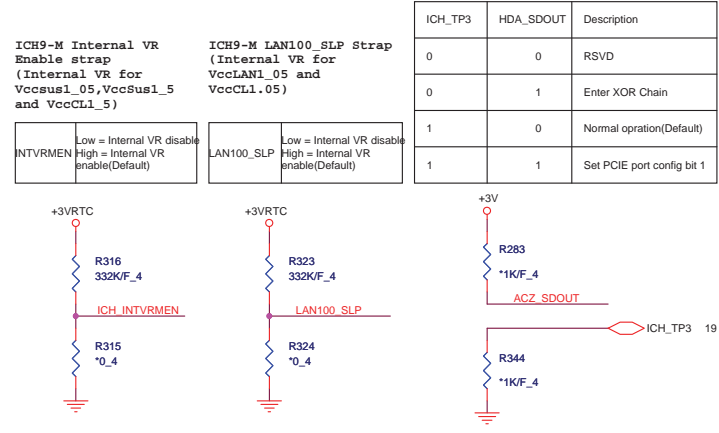 ICH9-M Internal VR
Enable strap
(Internal VR for
Vccsus1_05,VccSus1_5
and VccCL1_5)
INTVRMEN
Low = Internal VR disable
High = Internal VR
enable(Default)
ICH9-M LAN100_SLP Strap
(Internal VR for
VccLAN1_05 and
VccCL1.05)
LAN100_SLP
Low = Internal VR disable
High = Internal VR
enable(Default)
ICH_TP3 HDA_SDOUT Description
0 0 RSVD
0 1 Enter XOR Chain
1 0 Normal opration(Default)
1 1 Set PCIE port config bit 1
+3VRTC
R316
332K/F_4
ICH_INTVRMEN
R315
*0_4
+3VRTC
R323
332K/F_4
LAN100_SLP
R324
*0_4
+3V
R283
*1K/F_4
ACZ_SDOUT
ICH_TP3 19
R344
*1K/F_4